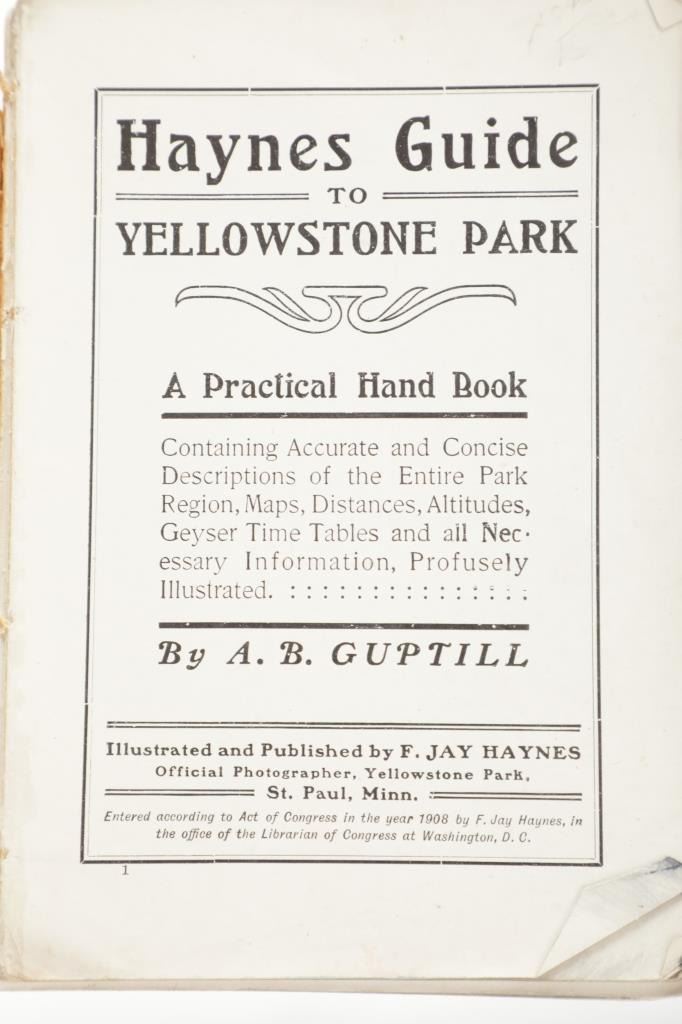 Haynes Guide
TO
YELLOWSTONE PARK
A Practical Hand Book
Containing Accurate and Concise
Descriptions of the Entire Park
Region, Maps, Distances, Altitudes,
Geyser Time Tables and all Nec-
essary Information, Profusely
Illustrated. : : : : : : : : : : : : : : :
By A. B. GUPTILL
Illustrated and Published by F. JAY HAYNES
Official Photographer, Yellowstone Park,
St. Paul, Minn.
Entered according to Act of Congress in the year 1908 by F. Jay Haynes, in
the office of the Librarian of Congress at Washington, D. C.
1